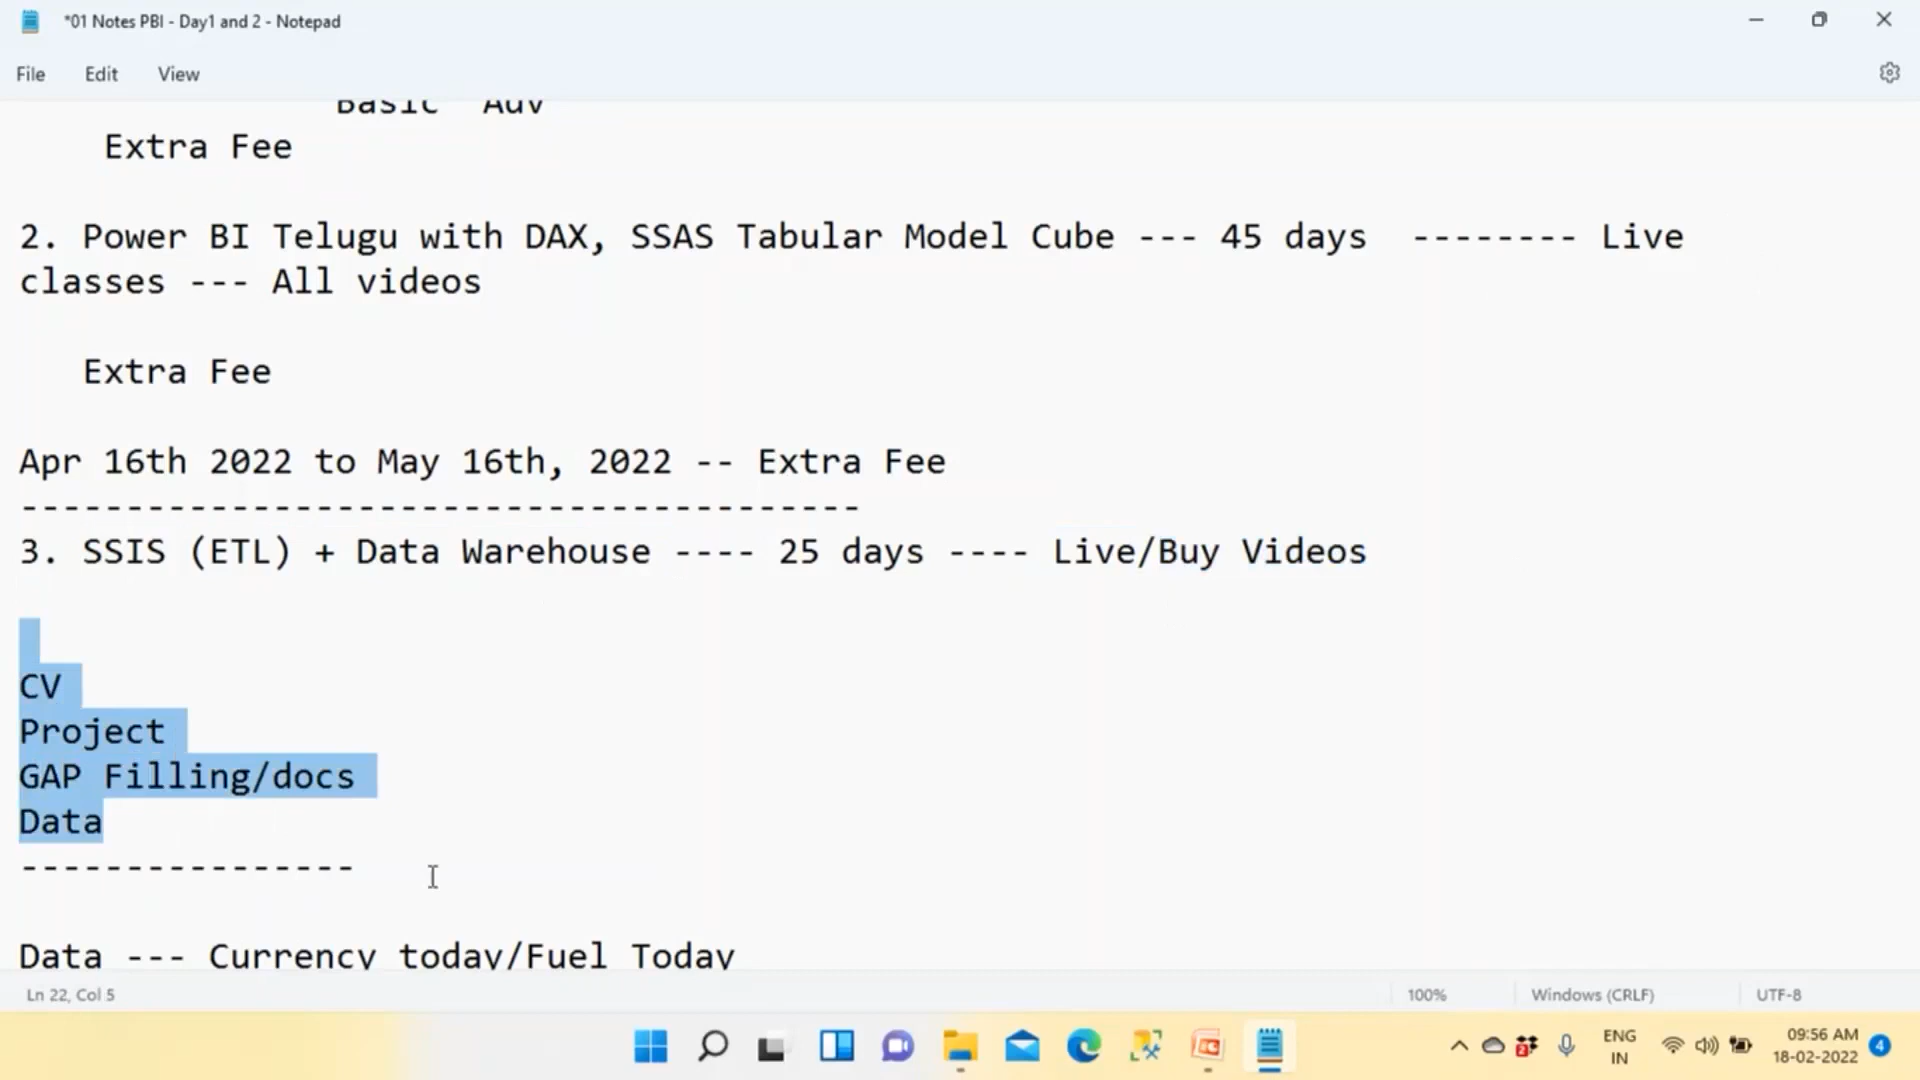 *01 Notes PBI - Day1 and 2 - Notepad
File Edit View
Basic Adv
Extra Fee
2. Power BI Telugu with DAX, SSAS Tabular Model Cube --- 45 days -------- Live
classes --- All videos
Extra Fee
Apr 16th 2022 to May 16th, 2022 -- Extra Fee
----------------------------------------
3. SSIS (ETL) + Data Warehouse ---- 25 days ---- Live/Buy Videos
CV
Project
GAP Filling/docs
Data
----------------
Data --- Currency today/Fuel Today
Ln 22, Col 5 100% Windows (CRLF) UTF-8
2 ENG 09:56 AM
IN 18-02-2022 4